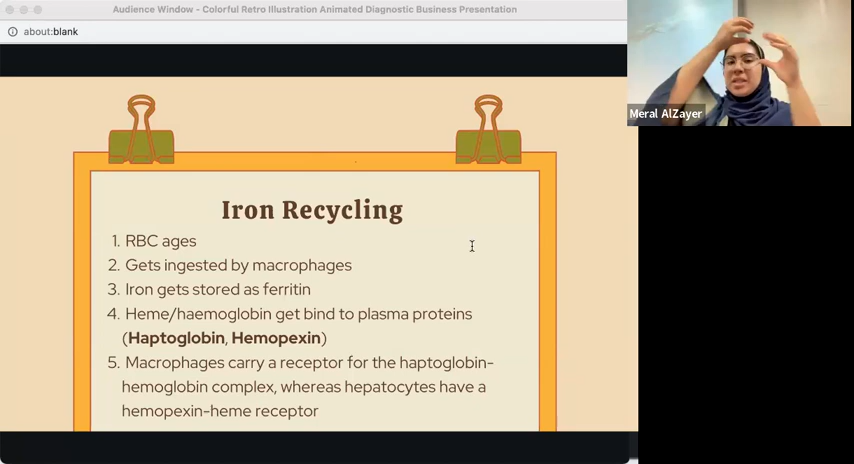 Audience Window - Colorful Retro Illustration Animated Diagnostic Business Presentation
about:blank
Meral AlZayer
Iron Recycling
1. RBC ages
2. Gets ingested by macrophages
3. Iron gets stored as ferritin
4. Heme/haemoglobin get bind to plasma proteins
(Haptoglobin, Hemopexin)
5. Macrophages carry a receptor for the haptoglobin-
hemoglobin complex, whereas hepatocytes have a
hemopexin-heme receptor